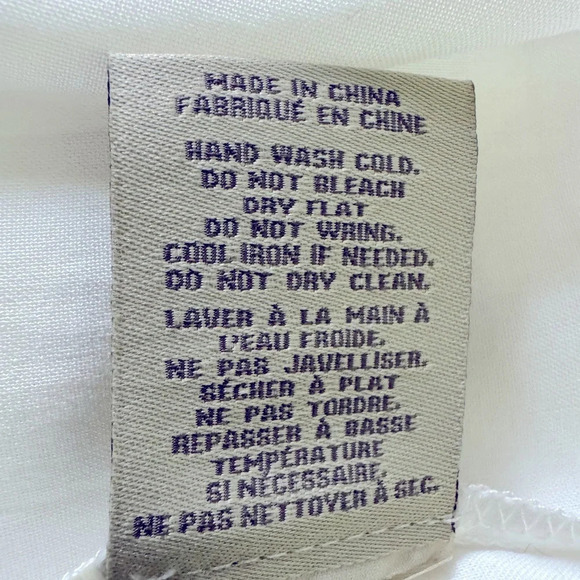 MADE IN CHINA
FABRIQUÉ EN CHINE
HAND WASH COLD.
DO NOT BLEACH
DRY FLAT
DO NOT WRING.
COOL IRON IF NEEDED.
DO NOT DRY CLEAN.
LAVER À LA MAIN À
L'EAU FROIDE.
NE PAS JAVELLISER.
SÉCHER À PLAT
NE PAS TORDRE.
REPASSER À BASSE
TEMPÉRATURE
SI NÉCESSAIRE.
NE PAS NETTOYER À SEC.